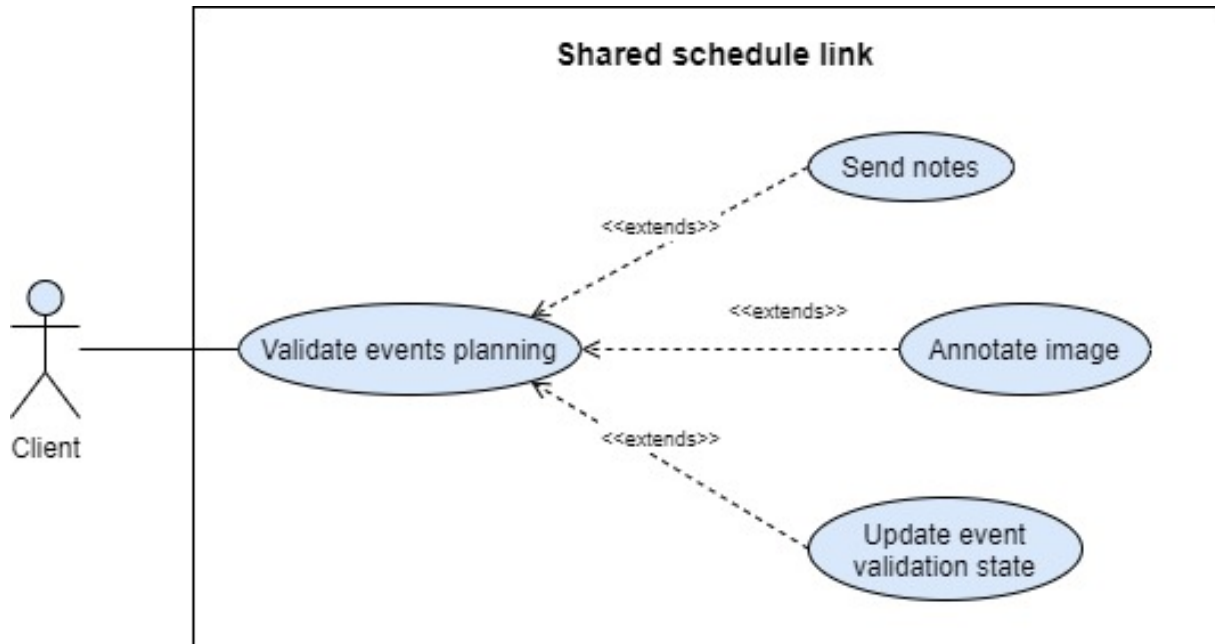 Shared schedule link
Send notes
<<extends>>
<<extends>>
Validate events planning
Annotate image
Client
<<extends>>
Update event
validation state